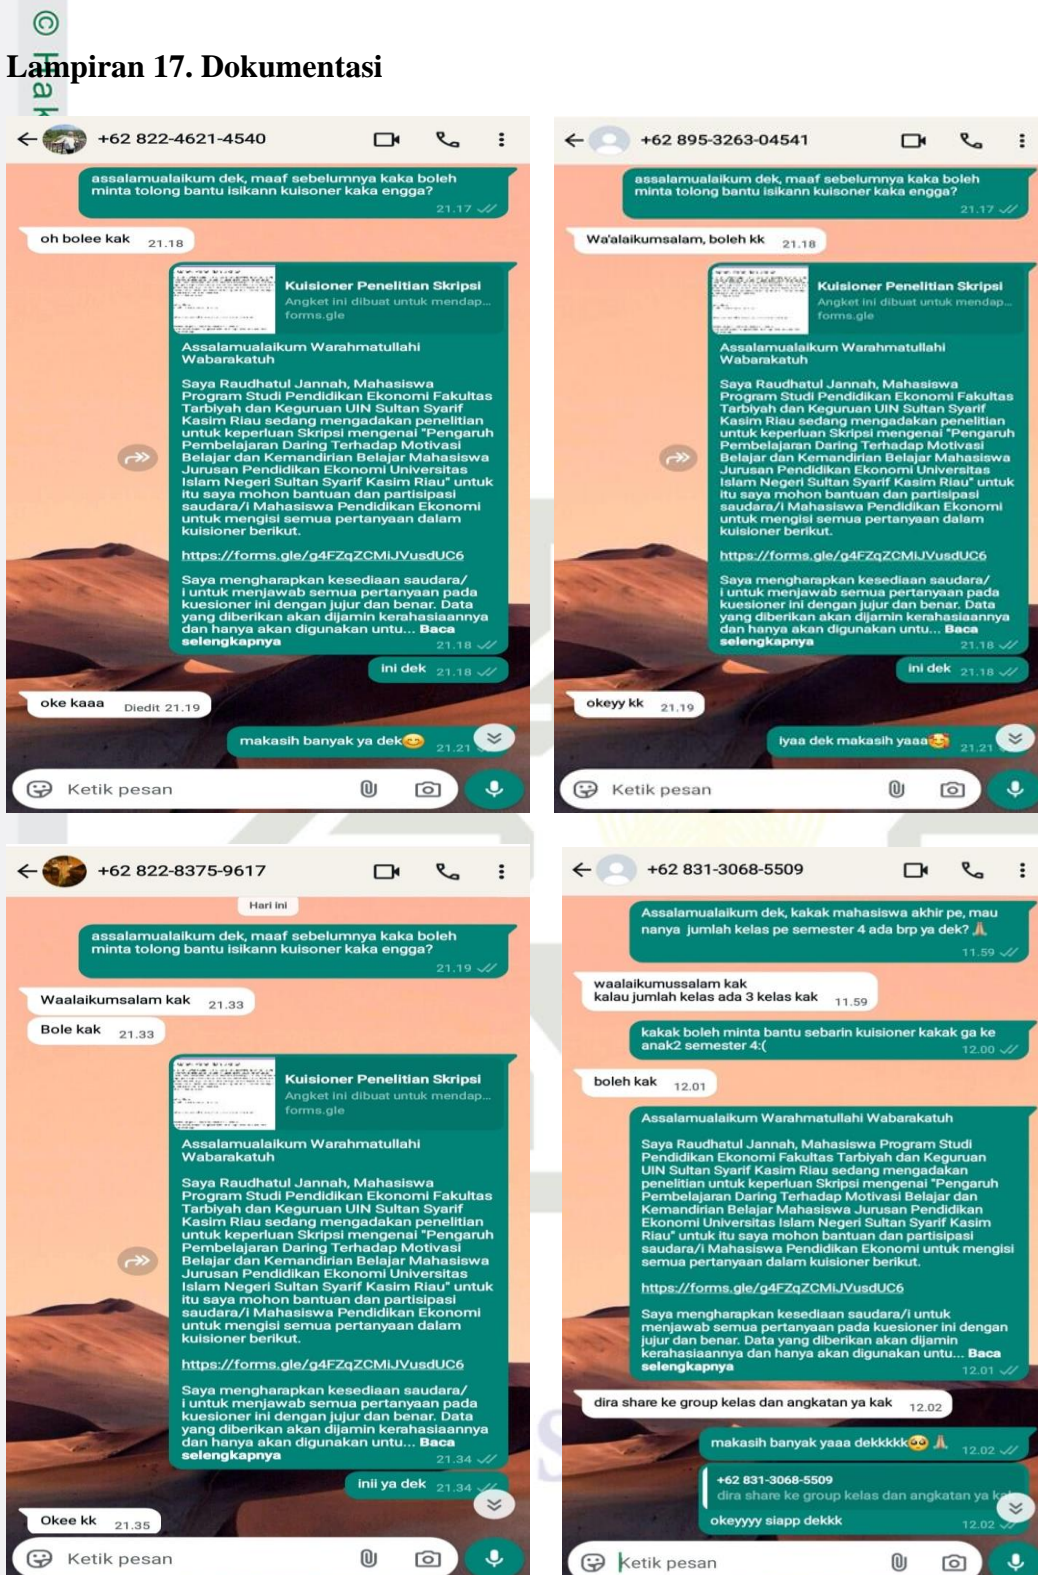 © Hak
Lampiran 17. Dokumentasi
+62 822-4621-4540
assalamualaikum dek, maaf sebelumnya kaka boleh
minta tolong bantu isikann kuisoner kaka engga?
21.17
oh bolee kak 21.18
Kuisioner Penelitian Skripsi
Angket ini dibuat untuk mendap...
forms.gle
Assalamualaikum Warahmatullahi
Wabarakatuh
Saya Raudhatul Jannah, Mahasiswa
Program Studi Pendidikan Ekonomi Fakultas
Tarbiyah dan Keguruan UIN Sultan Syarif
Kasim Riau sedang mengadakan penelitian
untuk keperluan Skripsi mengenai "Pengaruh
Pembelajaran Daring Terhadap Motivasi
Belajar dan Kemandirian Belajar Mahasiswa
Jurusan Pendidikan Ekonomi Universitas
Islam Negeri Sultan Syarif Kasim Riau" untuk
itu saya mohon bantuan dan partisipasi
saudara/i Mahasiswa Pendidikan Ekonomi
untuk mengisi semua pertanyaan dalam
kuisioner berikut.
https://forms.gle/g4FZqZCMiJVusdUC6
Saya mengharapkan kesediaan saudara/
i untuk menjawab semua pertanyaan pada
kuesioner ini dengan jujur dan benar. Data
yang diberikan akan dijamin kerahasiaannya
dan hanya akan digunakan untu... Baca
selengkapnya 21.18
ini dek 21.18
oke kaaa Diedit 21.19
makasih banyak ya dek😊 21.21
Ketik pesan
+62 895-3263-04541
assalamualaikum dek, maaf sebelumnya kaka boleh
minta tolong bantu isikann kuisoner kaka engga?
21.17
Wa'alaikumsalam, boleh kk 21.18
Kuisioner Penelitian Skripsi
Angket ini dibuat untuk mendap...
forms.gle
Assalamualaikum Warahmatullahi
Wabarakatuh
Saya Raudhatul Jannah, Mahasiswa
Program Studi Pendidikan Ekonomi Fakultas
Tarbiyah dan Keguruan UIN Sultan Syarif
Kasim Riau sedang mengadakan penelitian
untuk keperluan Skripsi mengenai "Pengaruh
Pembelajaran Daring Terhadap Motivasi
Belajar dan Kemandirian Belajar Mahasiswa
Jurusan Pendidikan Ekonomi Universitas
Islam Negeri Sultan Syarif Kasim Riau" untuk
itu saya mohon bantuan dan partisipasi
saudara/i Mahasiswa Pendidikan Ekonomi
untuk mengisi semua pertanyaan dalam
kuisioner berikut.
https://forms.gle/g4FZqZCMiJVusdUC6
Saya mengharapkan kesediaan saudara/
i untuk menjawab semua pertanyaan pada
kuesioner ini dengan jujur dan benar. Data
yang diberikan akan dijamin kerahasiaannya
dan hanya akan digunakan untu... Baca
selengkapnya 21.18
ini dek 21.18
okeyy kk 21.19
Iyaa dek makasih yaaa🥰 21.21
Ketik pesan
+62 822-8375-9617
Hari ini
assalamualaikum dek, maaf sebelumnya kaka boleh
minta tolong bantu isikann kuisoner kaka engga?
21.19
Waalaikumsalam kak 21.33
Bole kak 21.33
Kuisioner Penelitian Skripsi
Angket ini dibuat untuk mendap...
forms.gle
Assalamualaikum Warahmatullahi
Wabarakatuh
Saya Raudhatul Jannah, Mahasiswa
Program Studi Pendidikan Ekonomi Fakultas
Tarbiyah dan Keguruan UIN Sultan Syarif
Kasim Riau sedang mengadakan penelitian
untuk keperluan Skripsi mengenai "Pengaruh
Pembelajaran Daring Terhadap Motivasi
Belajar dan Kemandirian Belajar Mahasiswa
Jurusan Pendidikan Ekonomi Universitas
Islam Negeri Sultan Syarif Kasim Riau" untuk
itu saya mohon bantuan dan partisipasi
saudara/i Mahasiswa Pendidikan Ekonomi
untuk mengisi semua pertanyaan dalam
kuisioner berikut.
https://forms.gle/g4FZqZCMiJVusdUC6
Saya mengharapkan kesediaan saudara/
i untuk menjawab semua pertanyaan pada
kuesioner ini dengan jujur dan benar. Data
yang diberikan akan dijamin kerahasiaannya
dan hanya akan digunakan untu... Baca
selengkapnya 21.34
inii ya dek 21.34
Okee kk 21.35
Ketik pesan
+62 831-3068-5509
Assalamualaikum dek, kakak mahasiswa akhir pe, mau
nanya jumlah kelas pe semester 4 ada brp ya dek?🙏
11.59
waalaikumussalam kak
kalau jumlah kelas ada 3 kelas kak 11.59
kakak boleh minta bantu sebarin kuisioner kakak ga ke
anak2 semester 4:( 12.00
boleh kak 12.01
Assalamualaikum Warahmatullahi Wabarakatuh
Saya Raudhatul Jannah, Mahasiswa Program Studi
Pendidikan Ekonomi Fakultas Tarbiyah dan Keguruan
UIN Sultan Syarif Kasim Riau sedang mengadakan
penelitian untuk keperluan Skripsi mengenai "Pengaruh
Pembelajaran Daring Terhadap Motivasi Belajar dan
Kemandirian Belajar Mahasiswa Jurusan Pendidikan
Ekonomi Universitas Islam Negeri Sultan Syarif Kasim
Riau" untuk itu saya mohon bantuan dan partisipasi
saudara/i Mahasiswa Pendidikan Ekonomi untuk mengisi
semua pertanyaan dalam kuisioner berikut.
https://forms.gle/g4FZqZCMiJVusdUC6
Saya mengharapkan kesediaan saudara/i untuk
menjawab semua pertanyaan pada kuesioner ini dengan
jujur dan benar. Data yang diberikan akan dijamin
kerahasiaannya dan hanya akan digunakan untu... Baca
selengkapnya 12.01
dira share ke group kelas dan angkatan ya kak 12.02
makasih banyak yaaa dekkkkk🥺🙏 12.02
+62 831-3068-5509
dira share ke group kelas dan angkatan ya k
okeyyyy siapp dekkk 12.02
Ketik pesan